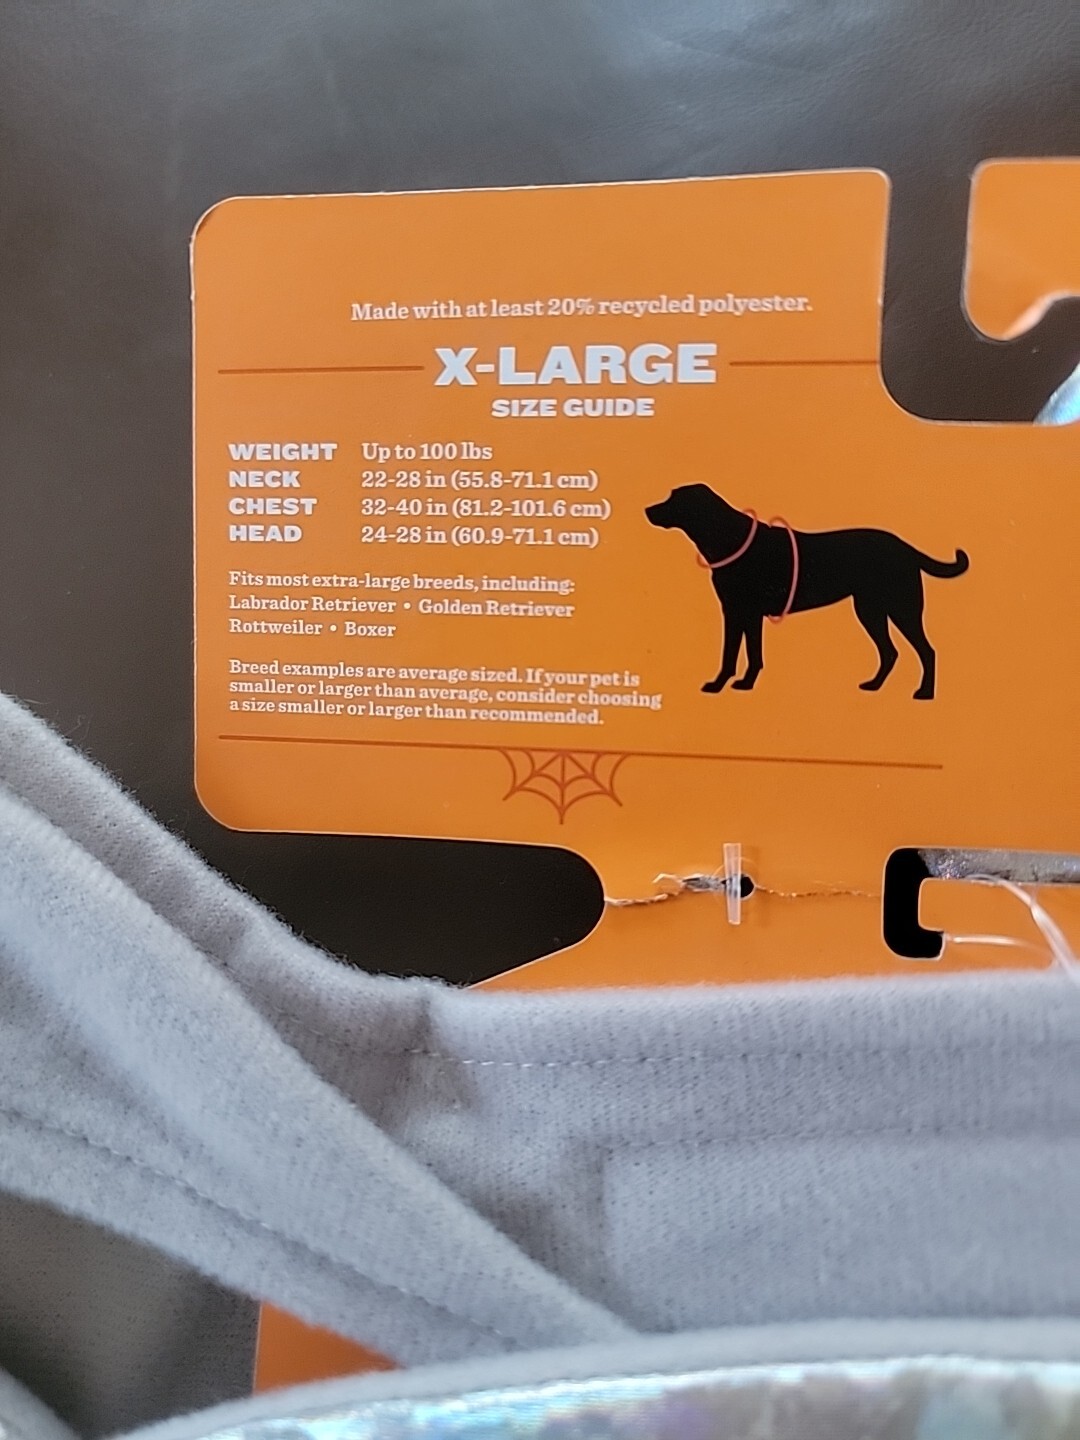 Made with at least 20% recycled polyester.
X-LARGE
SIZE GUIDE
WEIGHT Up to 100 lbs
NECK 22-28 in (55.8-71.1 cm)
CHEST 32-40 in (81.2-101.6 cm)
HEAD 24-28 in (60.9-71.1 cm)
Fits most extra-large breeds, including:
Labrador Retriever • Golden Retriever
Rottweiler • Boxer
Breed examples are average sized. If your pet is
smaller or larger than average, consider choosing
a size smaller or larger than recommended.